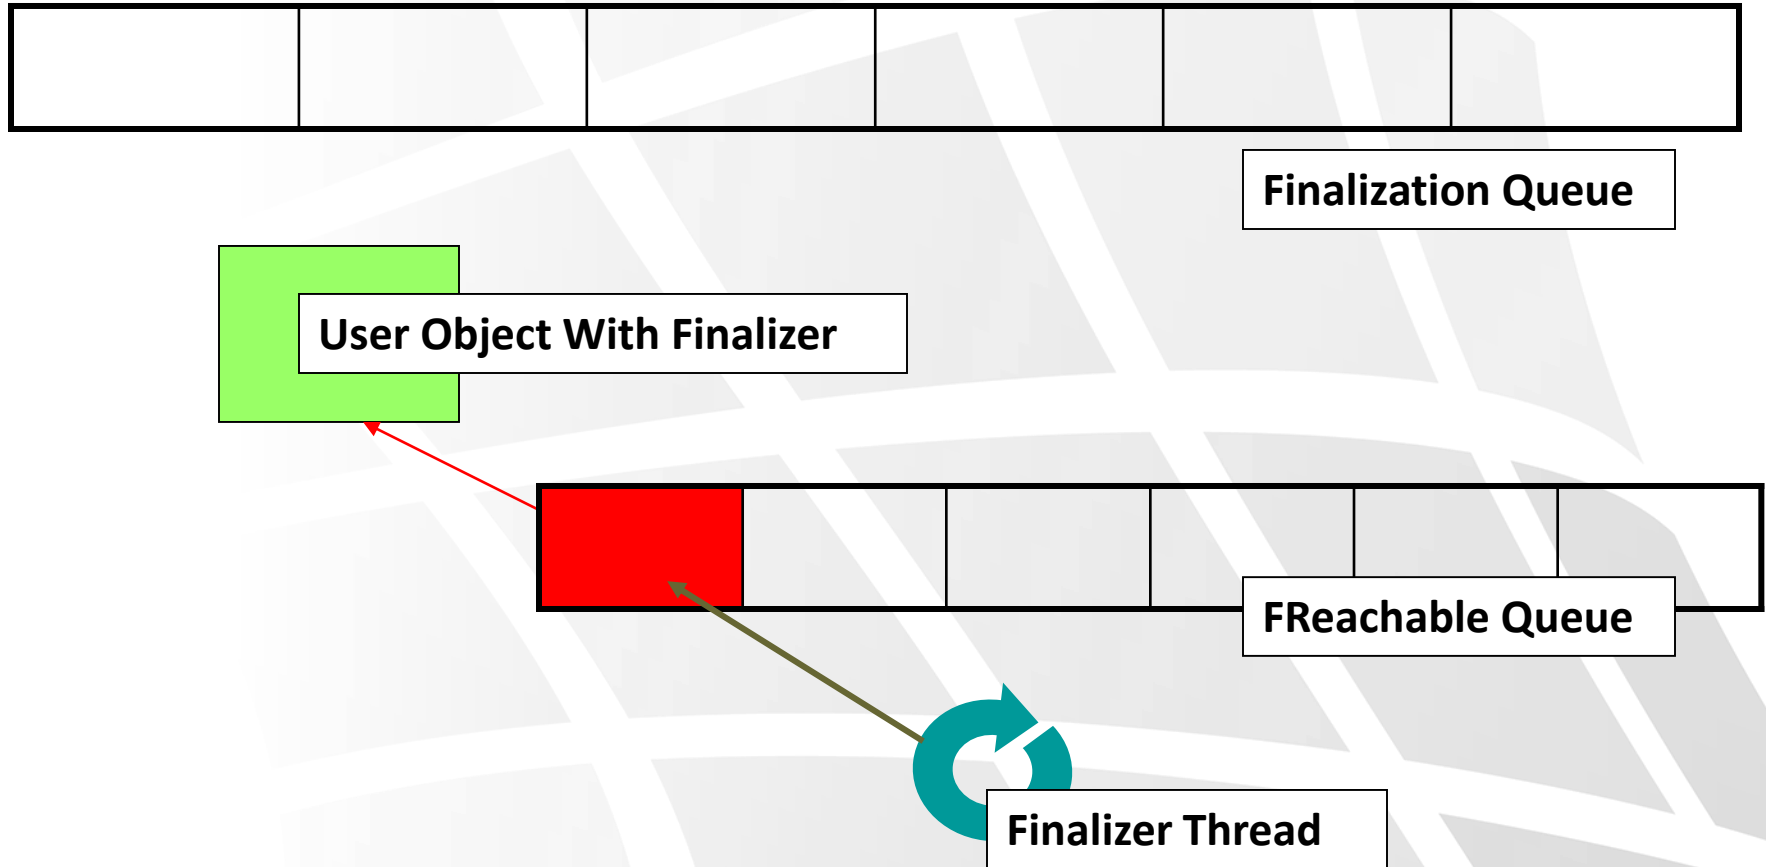 Finalization Queue
User Object With Finalizer
FReachable Queue
Finalizer Thread